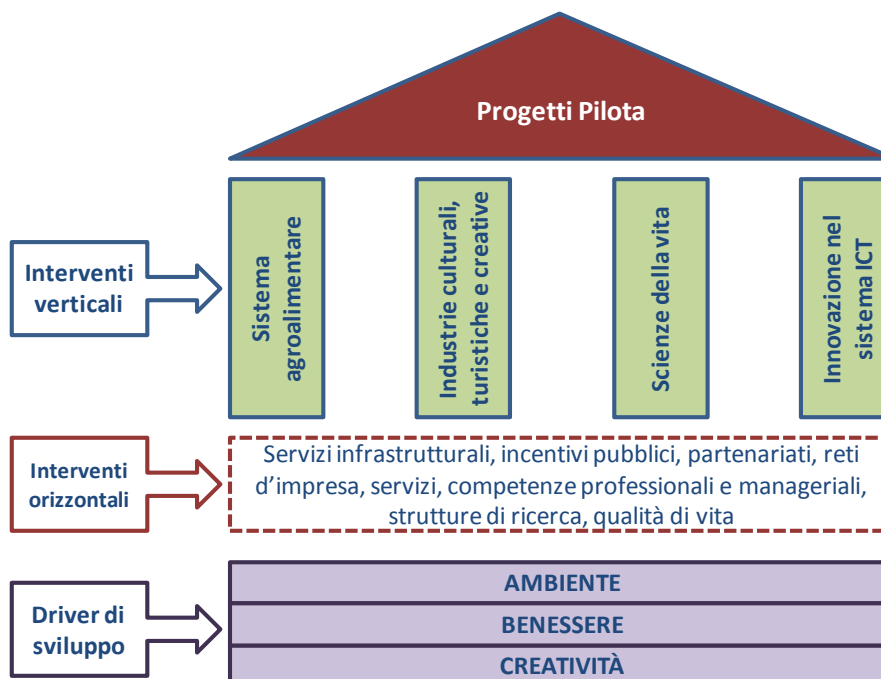 Progetti Pilota
Interventi
verticali
Sistema
agroalimentare
Industrie culturali,
turistiche e creative
Scienze della vita
Innovazione nel
sistema ICT
Interventi
orizzontali
Servizi infrastrutturali, incentivi pubblici, partenariati, reti
d’impresa, servizi, competenze professionali e manageriali,
strutture di ricerca, qualità di vita
Driver di
sviluppo
AMBIENTE
BENESSERE
CREATIVITÀ